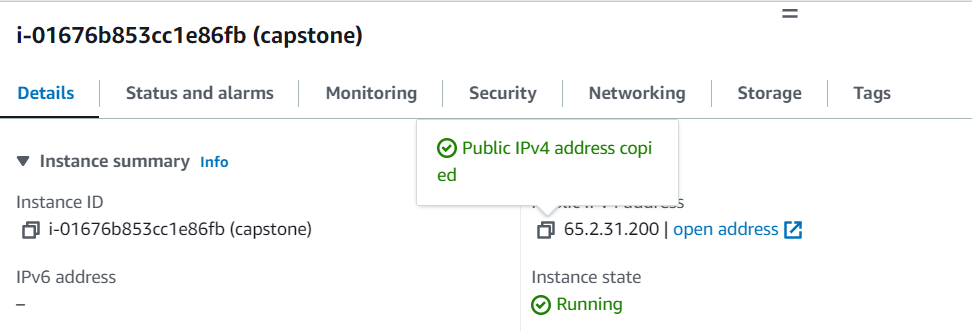 i-01676b853cc1e86fb (capstone)
Details Status and alarms Monitoring Security Networking Storage Tags
Public IPv4 address copi
ed
Instance summary Info
Instance ID
address
i-01676b853cc1e86fb (capstone)
65.2.31.200 | open address
IPv6 address
–
Instance state
Running